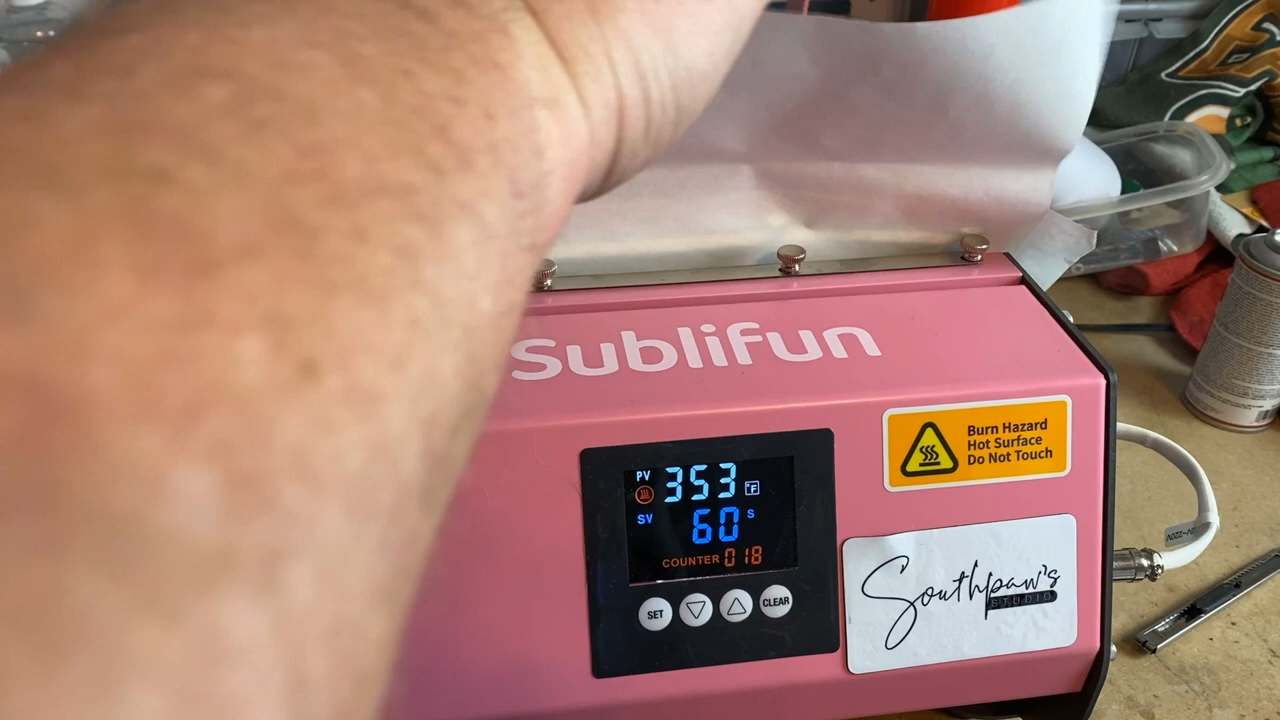 Sublifun
Burn Hazard
Hot Surface
Do Not Touch
PV 353 °F
SV 60 S
COUNTER 018
SET CLEAR
Southpaw's
STUDIO